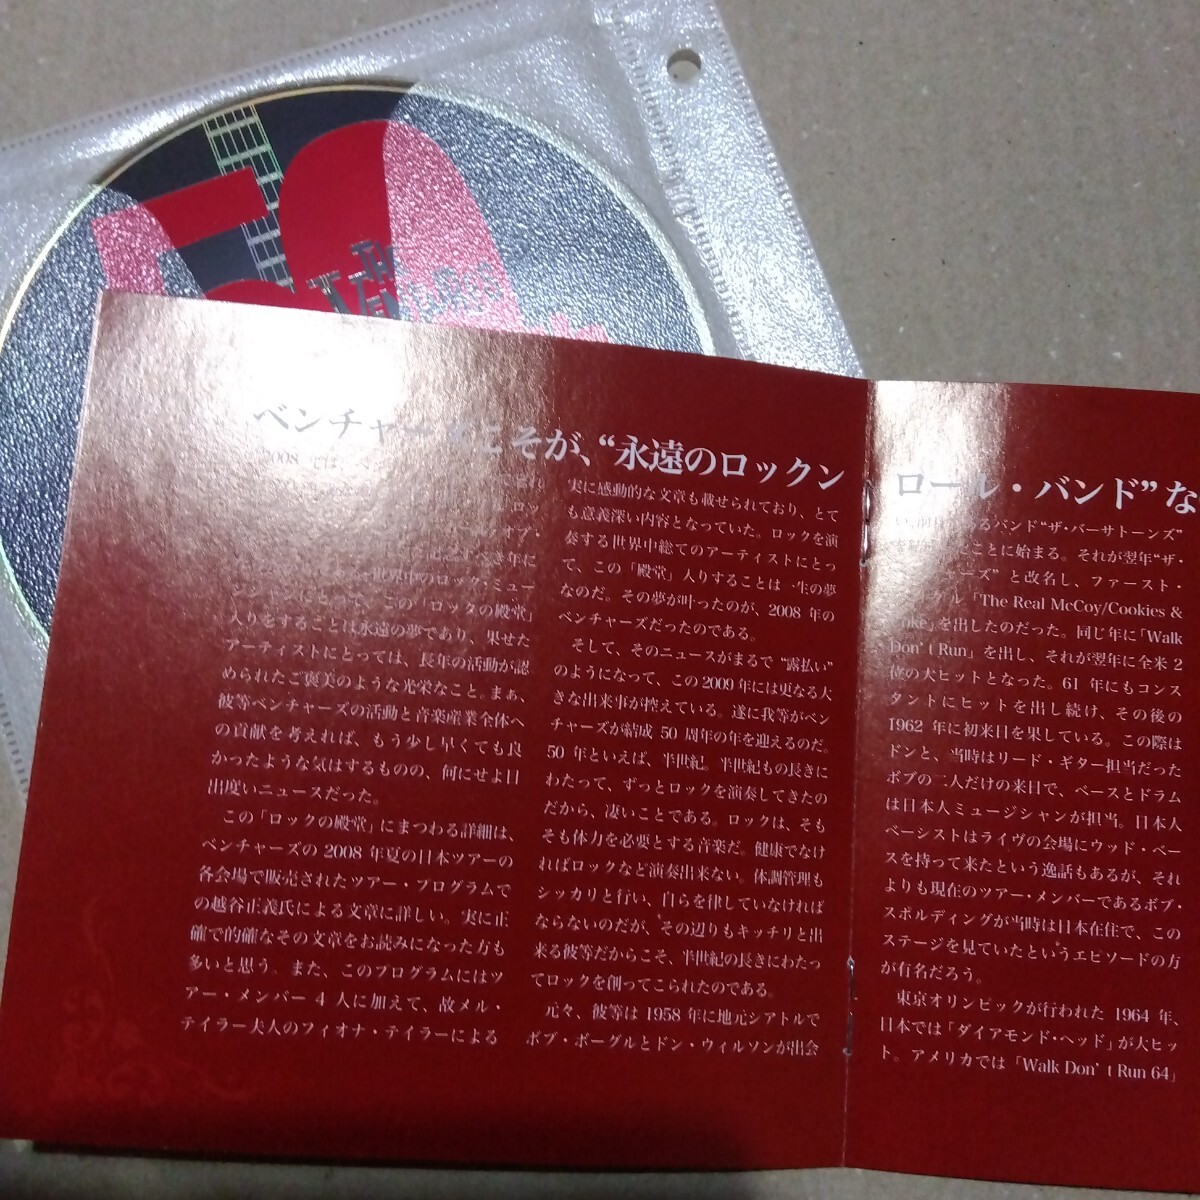 THE
VENTURES
ベンチャーズこそが、“永遠のロックン
ロール・バンド”な
2008
ロッ
オブ・
記念すべき年に
世界中のロック・ミュー
この「ロックの殿堂」
入りをすることは永遠の夢であり、果せた
アーティストにとっては、長年の活動が認
められたご褒美のような光栄なこと。まぁ、
彼等ベンチャーズの活動と音楽産業全体へ
の貢献を考えれば、もう少し早くても良
かったような気はするものの、何にせよ目
出度いニュースだった。
この「ロックの殿堂」にまつわる詳細は、
ベンチャーズの 2008 年夏の日本ツアーの
各会場で販売されたツアー・プログラムで
の越谷正義氏による文章に詳しい。実に正
確で的確なその文章をお読みになった方も
多いと思う。また、このプログラムにはツ
アー・メンバー 4 人に加えて、故メル・
テイラー夫人のフィオナ・テイラーによる
実に感動的な文章も載せられており、とて
も意義深い内容となっていた。ロックを演
奏する世界中総てのアーティストにとっ
て、この「殿堂」入りすることは一生の夢
なのだ。その夢が叶ったのが、2008 年の
ベンチャーズだったのである。
そして、そのニュースがまるで “露払い”
のようになって、この 2009 年には更なる大
きな出来事が控えている。遂に我等がベン
チャーズが結成 50 周年の年を迎えるのだ。
50 年といえば、半世紀。半世紀もの長きに
わたって、ずっとロックを演奏してきたの
だから、凄いことである。ロックは、そも
そも体力を必要とする音楽だ。健康でなけ
ればロックなど演奏出来ない。体調管理も
シッカリと行い、自らを律していなければ
ならないのだが、その辺りもキッチリと出
来る彼等だからこそ、半世紀の長きにわたっ
てロックを創ってこられたのである。
元々、彼等は 1958 年に地元シアトルで
ボブ・ボーグルとドン・ウィルソンが出会
い、前身であるバンド“ザ・バーサトーンズ”
ことに始まる。それが翌年“ザ・
ズ” と改名し、ファースト・
ル「The Real McCoy/Cookies &
Coke」を出したのだった。同じ年に「Walk
Don’ t Run」を出し、それが翌年に全米 2
位の大ヒットとなった。61 年にもコンス
タントにヒットを出し続け、その後の
1962 年に初来日を果している。この際は
ドンと、当時はリード・ギター担当だった
ボブの二人だけの来日で、ベースとドラム
は日本人ミュージシャンが担当。日本人
ベーシストはライヴの会場にウッド・ベー
スを持って来たという逸話もあるが、それ
よりも現在のツアー・メンバーであるボブ・
スポルディングが当時は日本在住で、この
ステージを見ていたというエピソードの方
が有名だろう。
東京オリンピックが行われた 1964 年、
日本では「ダイアモンド・ヘッド」が大ヒッ
ト。アメリカでは「Walk Don’ t Run 64」